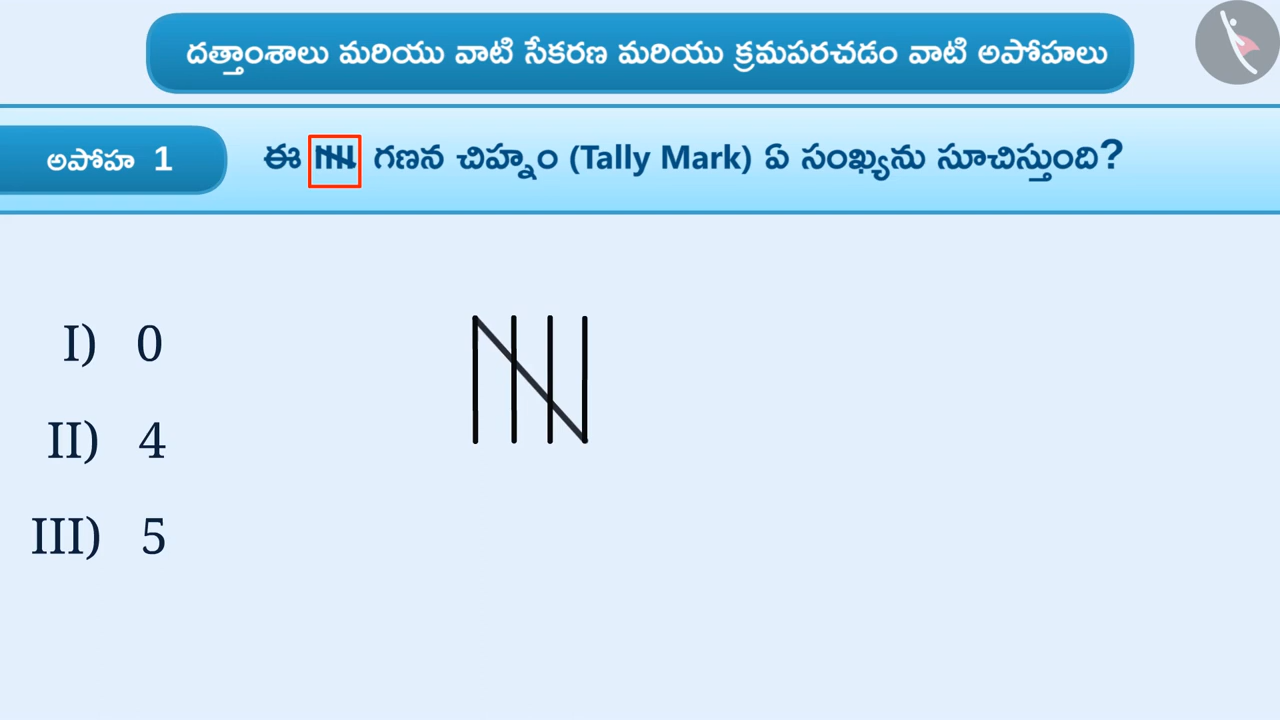 దత్తాంశాలు మరియు వాటి సేకరణ మరియు క్రమపరచడం వాటి అపోహలు
అపోహ 1
ఈ 𝍸 గణన చిహ్నం (Tally Mark) ఏ సంఖ్యను సూచిస్తుంది?
I) 0
II) 4
III) 5